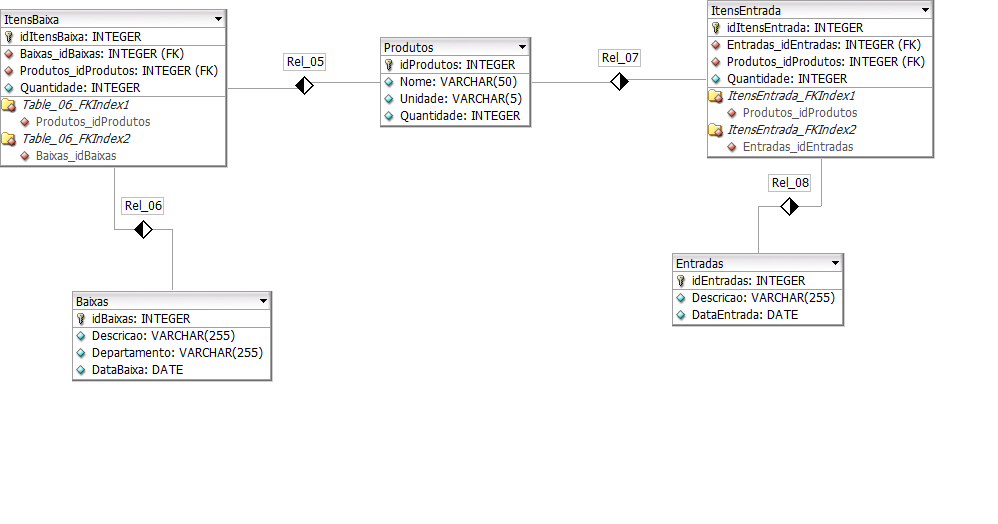 ItensBaixa
idItensBaixa: INTEGER
Baixas_idBaixas: INTEGER (FK)
Produtos_idProdutos: INTEGER (FK)
Quantidade: INTEGER
Table_06_FKIndex1
Produtos_idProdutos
Table_06_FKIndex2
Baixas_idBaixas
Rel_05
Produtos
idProdutos: INTEGER
Nome: VARCHAR(50)
Unidade: VARCHAR(5)
Quantidade: INTEGER
Rel_07
ItensEntrada
idItensEntrada: INTEGER
Entradas_idEntradas: INTEGER (FK)
Produtos_idProdutos: INTEGER (FK)
Quantidade: INTEGER
ItensEntrada_FKIndex1
Produtos_idProdutos
ItensEntrada_FKIndex2
Entradas_idEntradas
Rel_06
Rel_08
Baixas
idBaixas: INTEGER
Descricao: VARCHAR(255)
Departamento: VARCHAR(255)
DataBaixa: DATE
Entradas
idEntradas: INTEGER
Descricao: VARCHAR(255)
DataEntrada: DATE